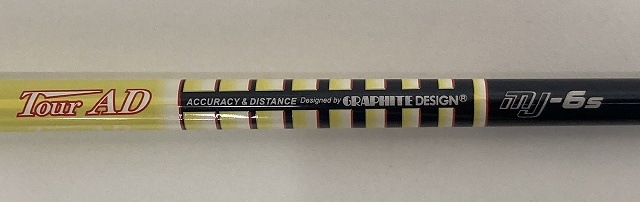 Tour AD
ACCURACY & DISTANCE Designed by GRAPHITE DESIGN®
MJ-6s